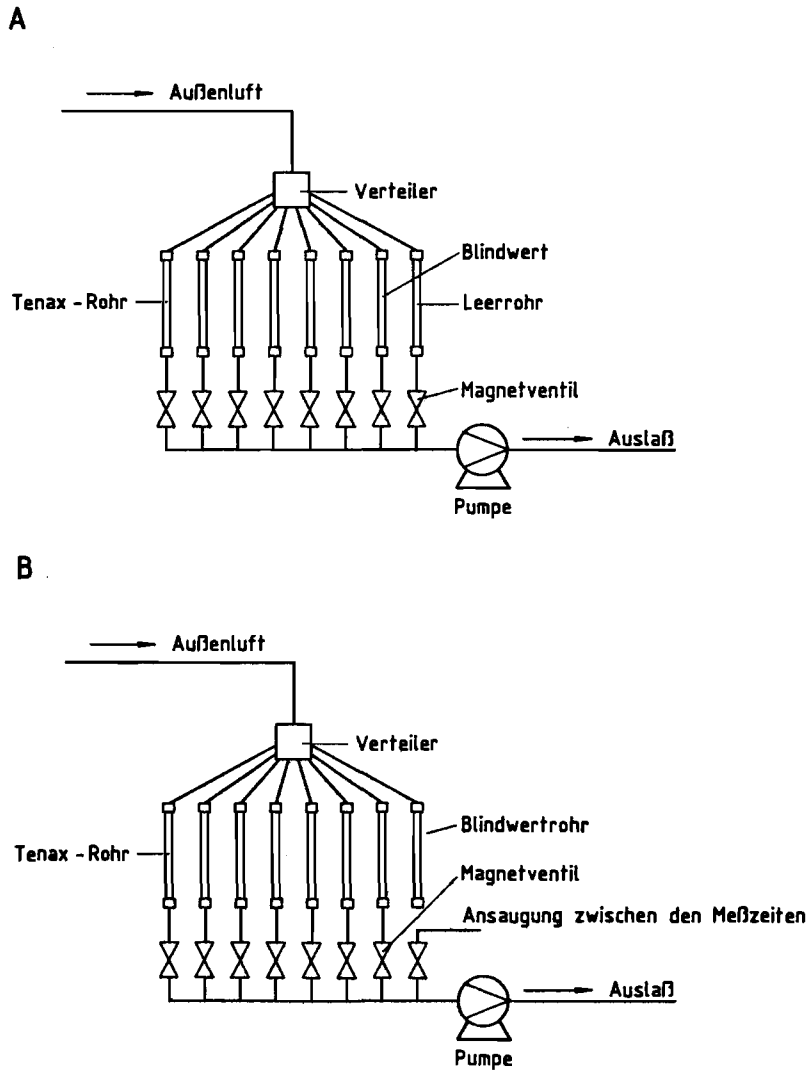 A
Außenluft
Verteiler
Blindwert
Tenax - Rohr
Leerrohr
Magnetventil
Auslaß
Pumpe
B
Außenluft
Verteiler
Blindwertrohr
Tenax - Rohr
Magnetventil
Ansaugung zwischen den Meßzeiten
Auslaß
Pumpe